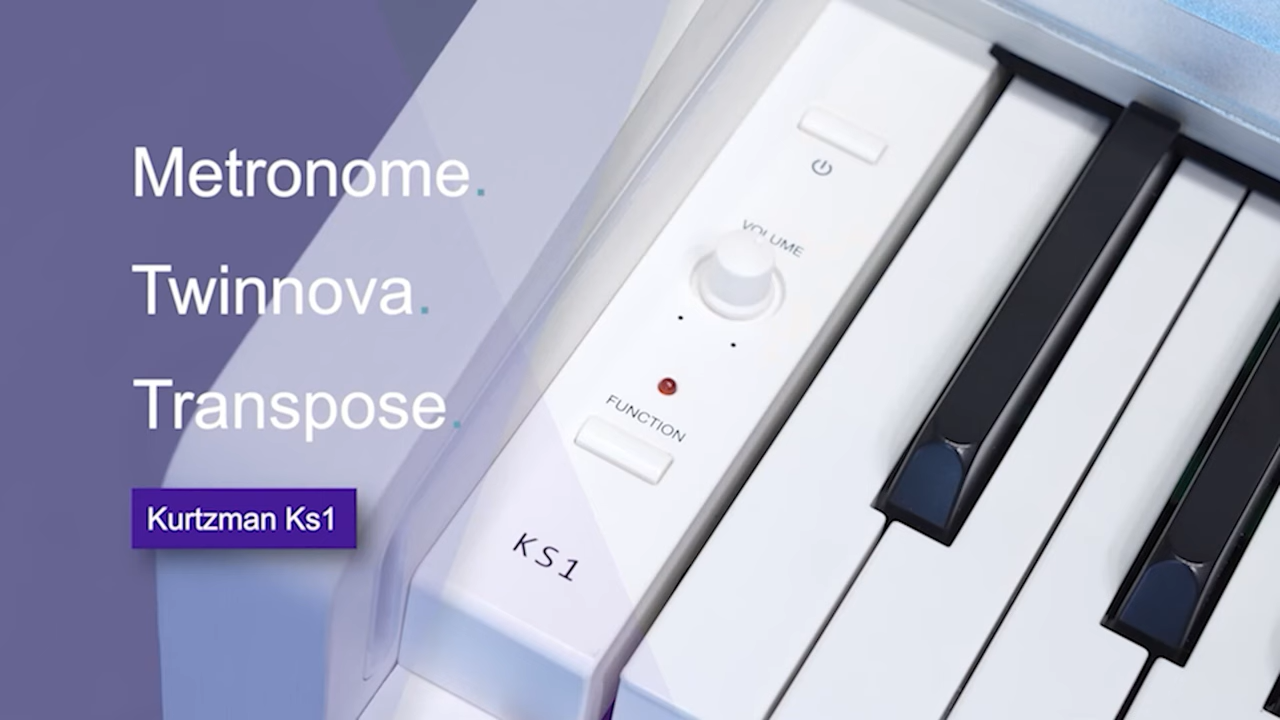 Metronome.
Twinnova.
Transpose.
Kurtzman Ks1
VOLUME
FUNCTION
KS1